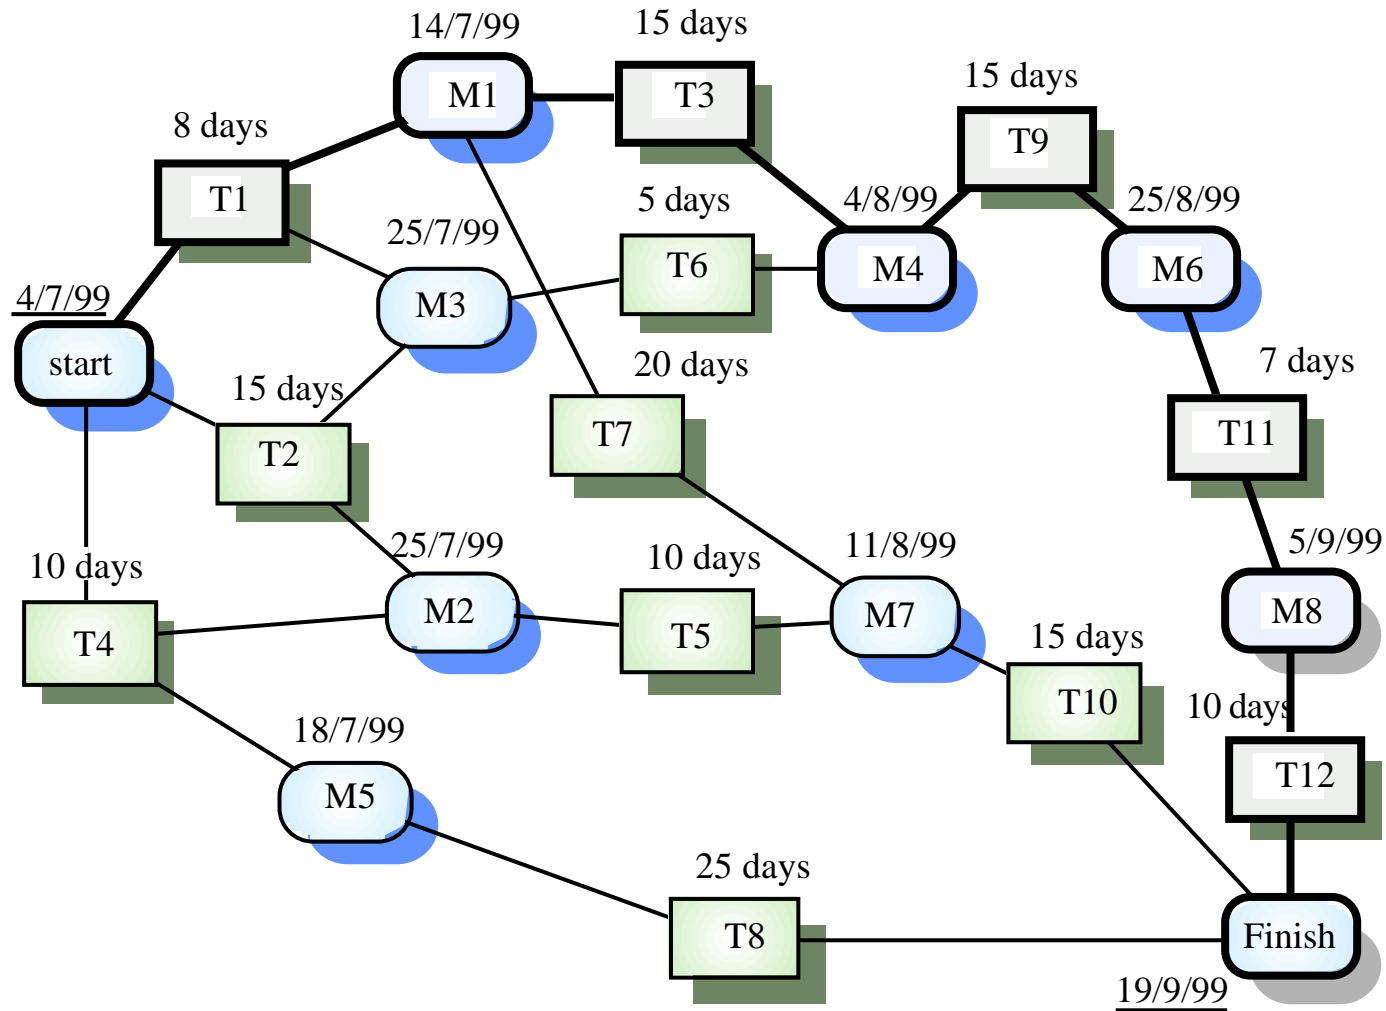 14/7/99
15 days
M1
T3
15 days
8 days
T9
T1
5 days
4/8/99
25/8/99
25/7/99
T6
M4
M6
4/7/99
M3
start
20 days
7 days
15 days
T7
T11
T2
25/7/99
10 days
11/8/99
5/9/99
10 days
M2
M7
M8
T4
T5
15 days
T10
10 days
18/7/99
M5
T12
25 days
T8
Finish
19/9/99